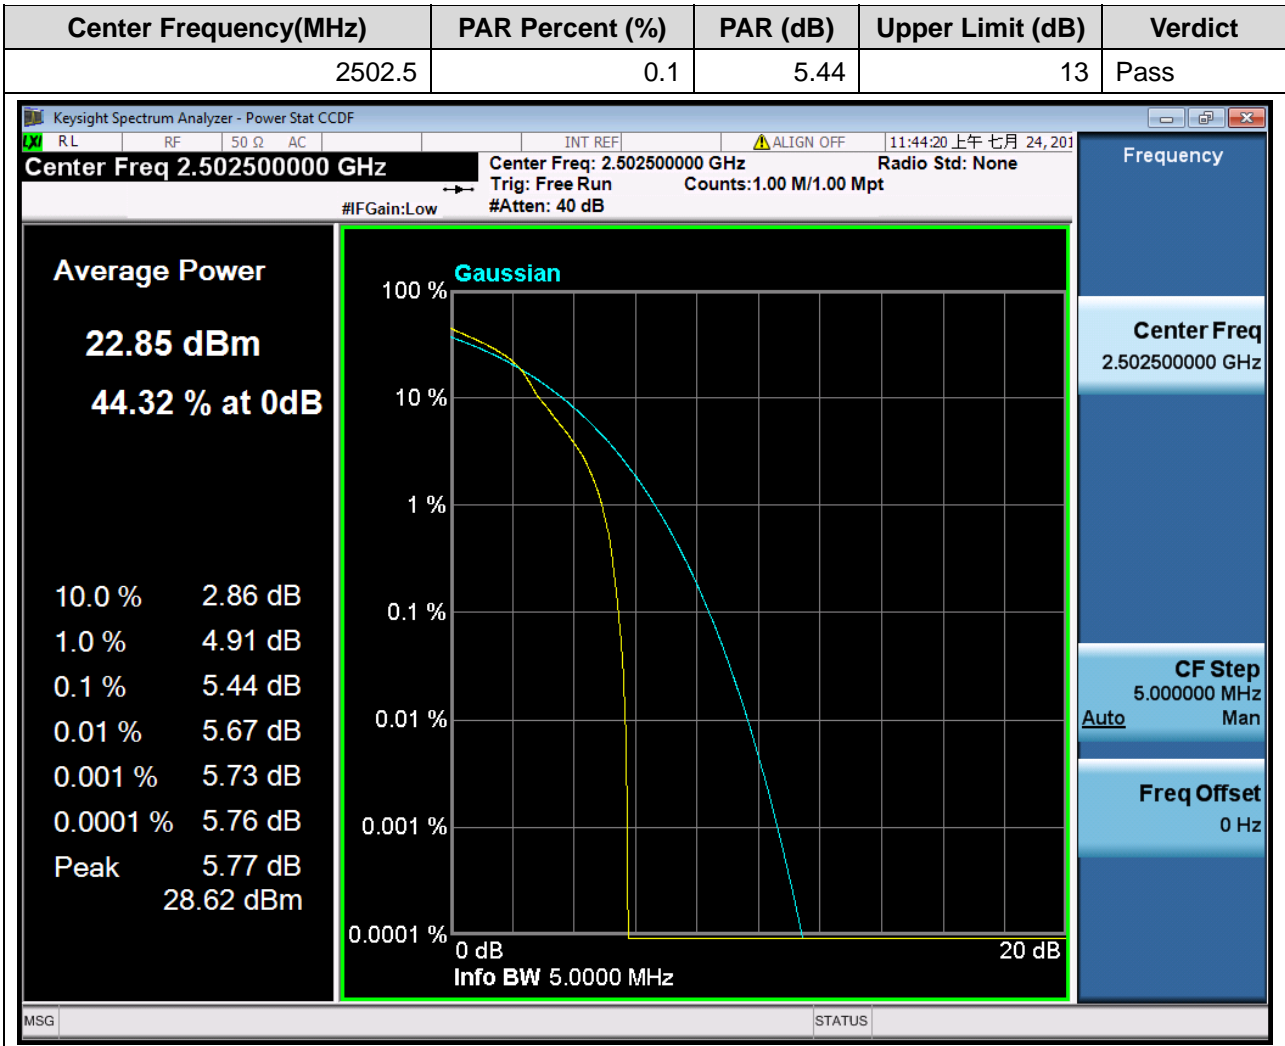 Center Frequency(MHz) PAR Percent (%) PAR (dB) Upper Limit (dB) Verdict
2502.5 0.1 5.44 13 Pass
Keysight Spectrum Analyzer - Power Stat CCDF
LXI RL RF 50 Ω AC INT REF ALIGN OFF 11:44:20 上午 七月 24, 201
Center Freq 2.502500000 GHz
#IFGain:Low
Center Freq: 2.502500000 GHz Radio Std: None
Trig: Free Run Counts:1.00 M/1.00 Mpt
#Atten: 40 dB
Average Power
22.85 dBm
44.32 % at 0dB
10.0 % 2.86 dB
1.0 % 4.91 dB
0.1 % 5.44 dB
0.01 % 5.67 dB
0.001 % 5.73 dB
0.0001 % 5.76 dB
Peak 5.77 dB
28.62 dBm
Gaussian
100 %
10 %
1 %
0.1 %
0.01 %
0.001 %
0.0001 %
0 dB 20 dB
Info BW 5.0000 MHz
Frequency
Center Freq
2.502500000 GHz
CF Step
5.000000 MHz
Auto Man
Freq Offset
0 Hz
MSG STATUS